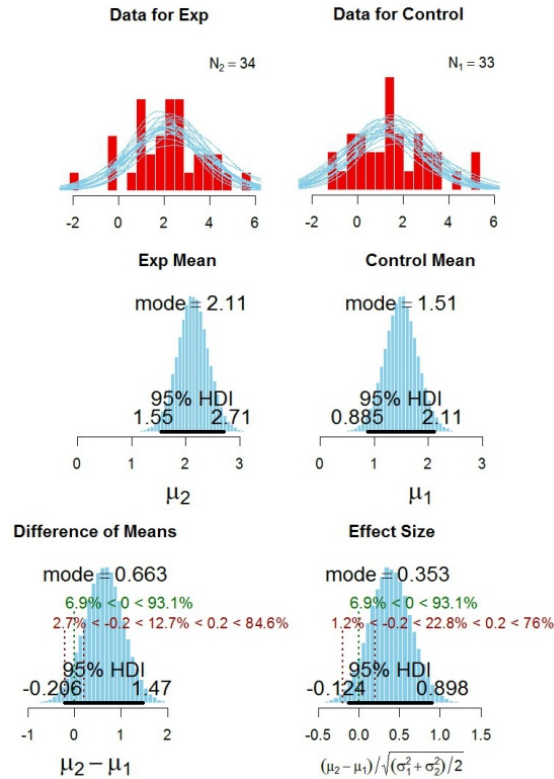 Data for Exp
Data for Control
N₂ = 34
N₁ = 33
-2 0 2 4 6
-2 0 2 4 6
Exp Mean
Control Mean
mode = 2.11
mode = 1.51
95% HDI
95% HDI
1.55 2.71
0.885 2.11
0 1 2 3
0 1 2 3
μ₂
μ₁
Difference of Means
Effect Size
mode = 0.663
mode = 0.353
6.9% < 0 < 93.1%
6.9% < 0 < 93.1%
2.7% < -0.2 < 12.7% < 0.2 < 84.6%
1.2% < -0.2 < 22.8% < 0.2 < 76%
95% HDI
95% HDI
-0.206 1.47
-0.124 0.898
-1 0 1 2
-0.5 0.0 0.5 1.0 1.5
μ₂ − μ₁
(μ₂ − μ₁)/√(σ₁² + σ₂²)/2